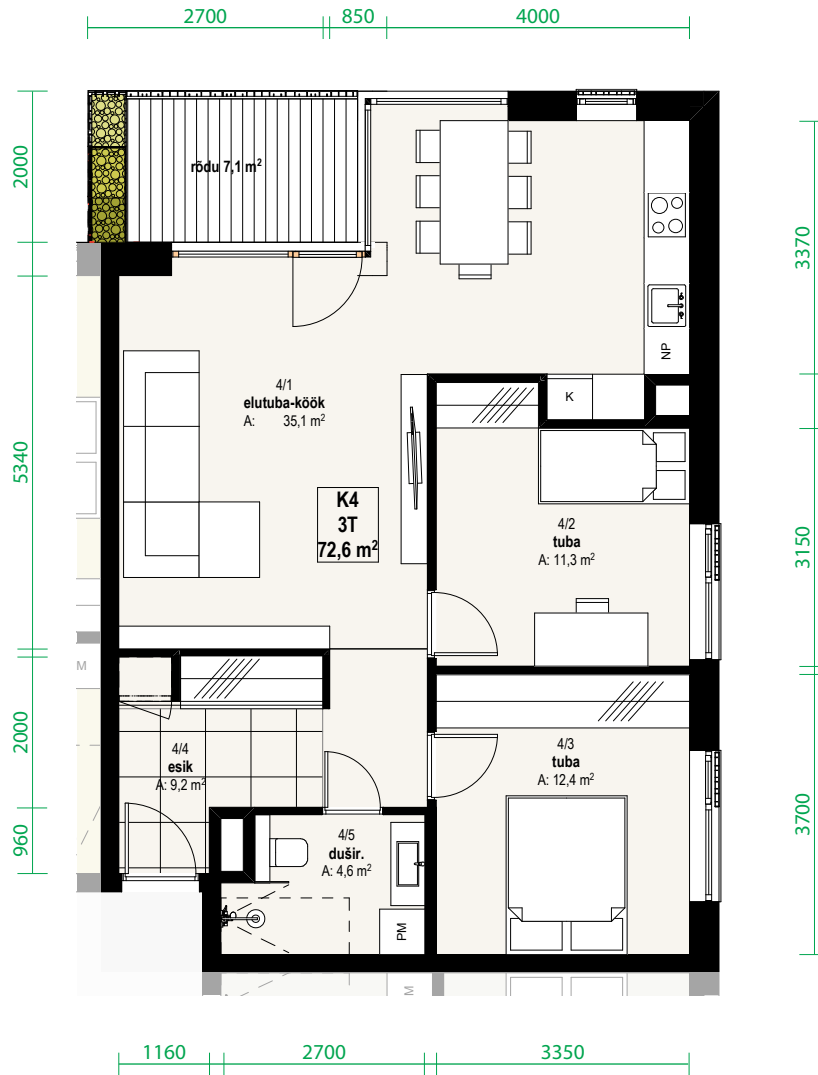 2700
850
4000
2000
rõdu 7,1 m²
3370
NP
K
4/1
elutuba-köök
A: 35,1 m²
5340
K4
3T
72,6 m²
4/2
tuba
A: 11,3 m²
3150
M
2000
4/4
esik
A: 9,2 m²
4/3
tuba
A: 12,4 m²
960
3700
4/5
dušir.
A: 4,6 m²
PM
M
1160
2700
3350